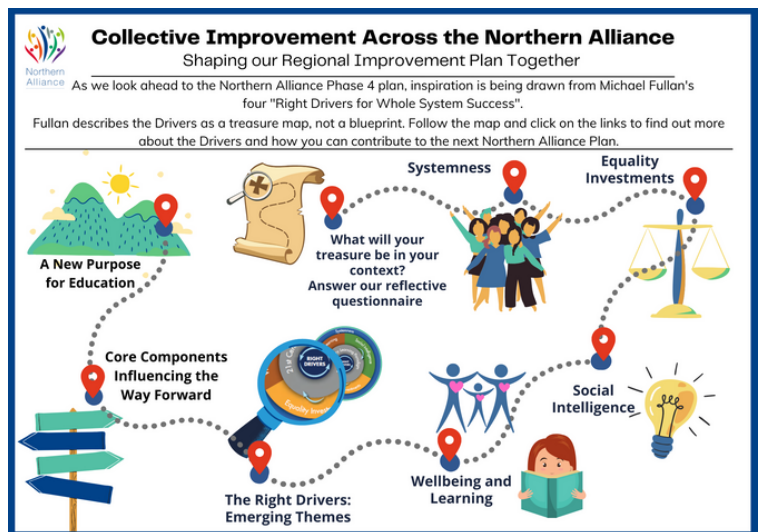 Collective Improvement Across the Northern Alliance
Shaping our Regional Improvement Plan Together
Northern
Alliance
As we look ahead to the Northern Alliance Phase 4 plan, inspiration is being drawn from Michael Fullan's
four "Right Drivers for Whole System Success".
Fullan describes the Drivers as a treasure map, not a blueprint. Follow the map and click on the links to find out more
about the Drivers and how you can contribute to the next Northern Alliance Plan.
A New Purpose
for Education
Core Components
Influencing the
Way Forward
RIGHT
DRIVERS
The Right Drivers:
Emerging Themes
Wellbeing and
Learning
Social
Intelligence
Equality
Investments
Systemness
What will your
treasure be in your
context?
Answer our reflective
questionnaire